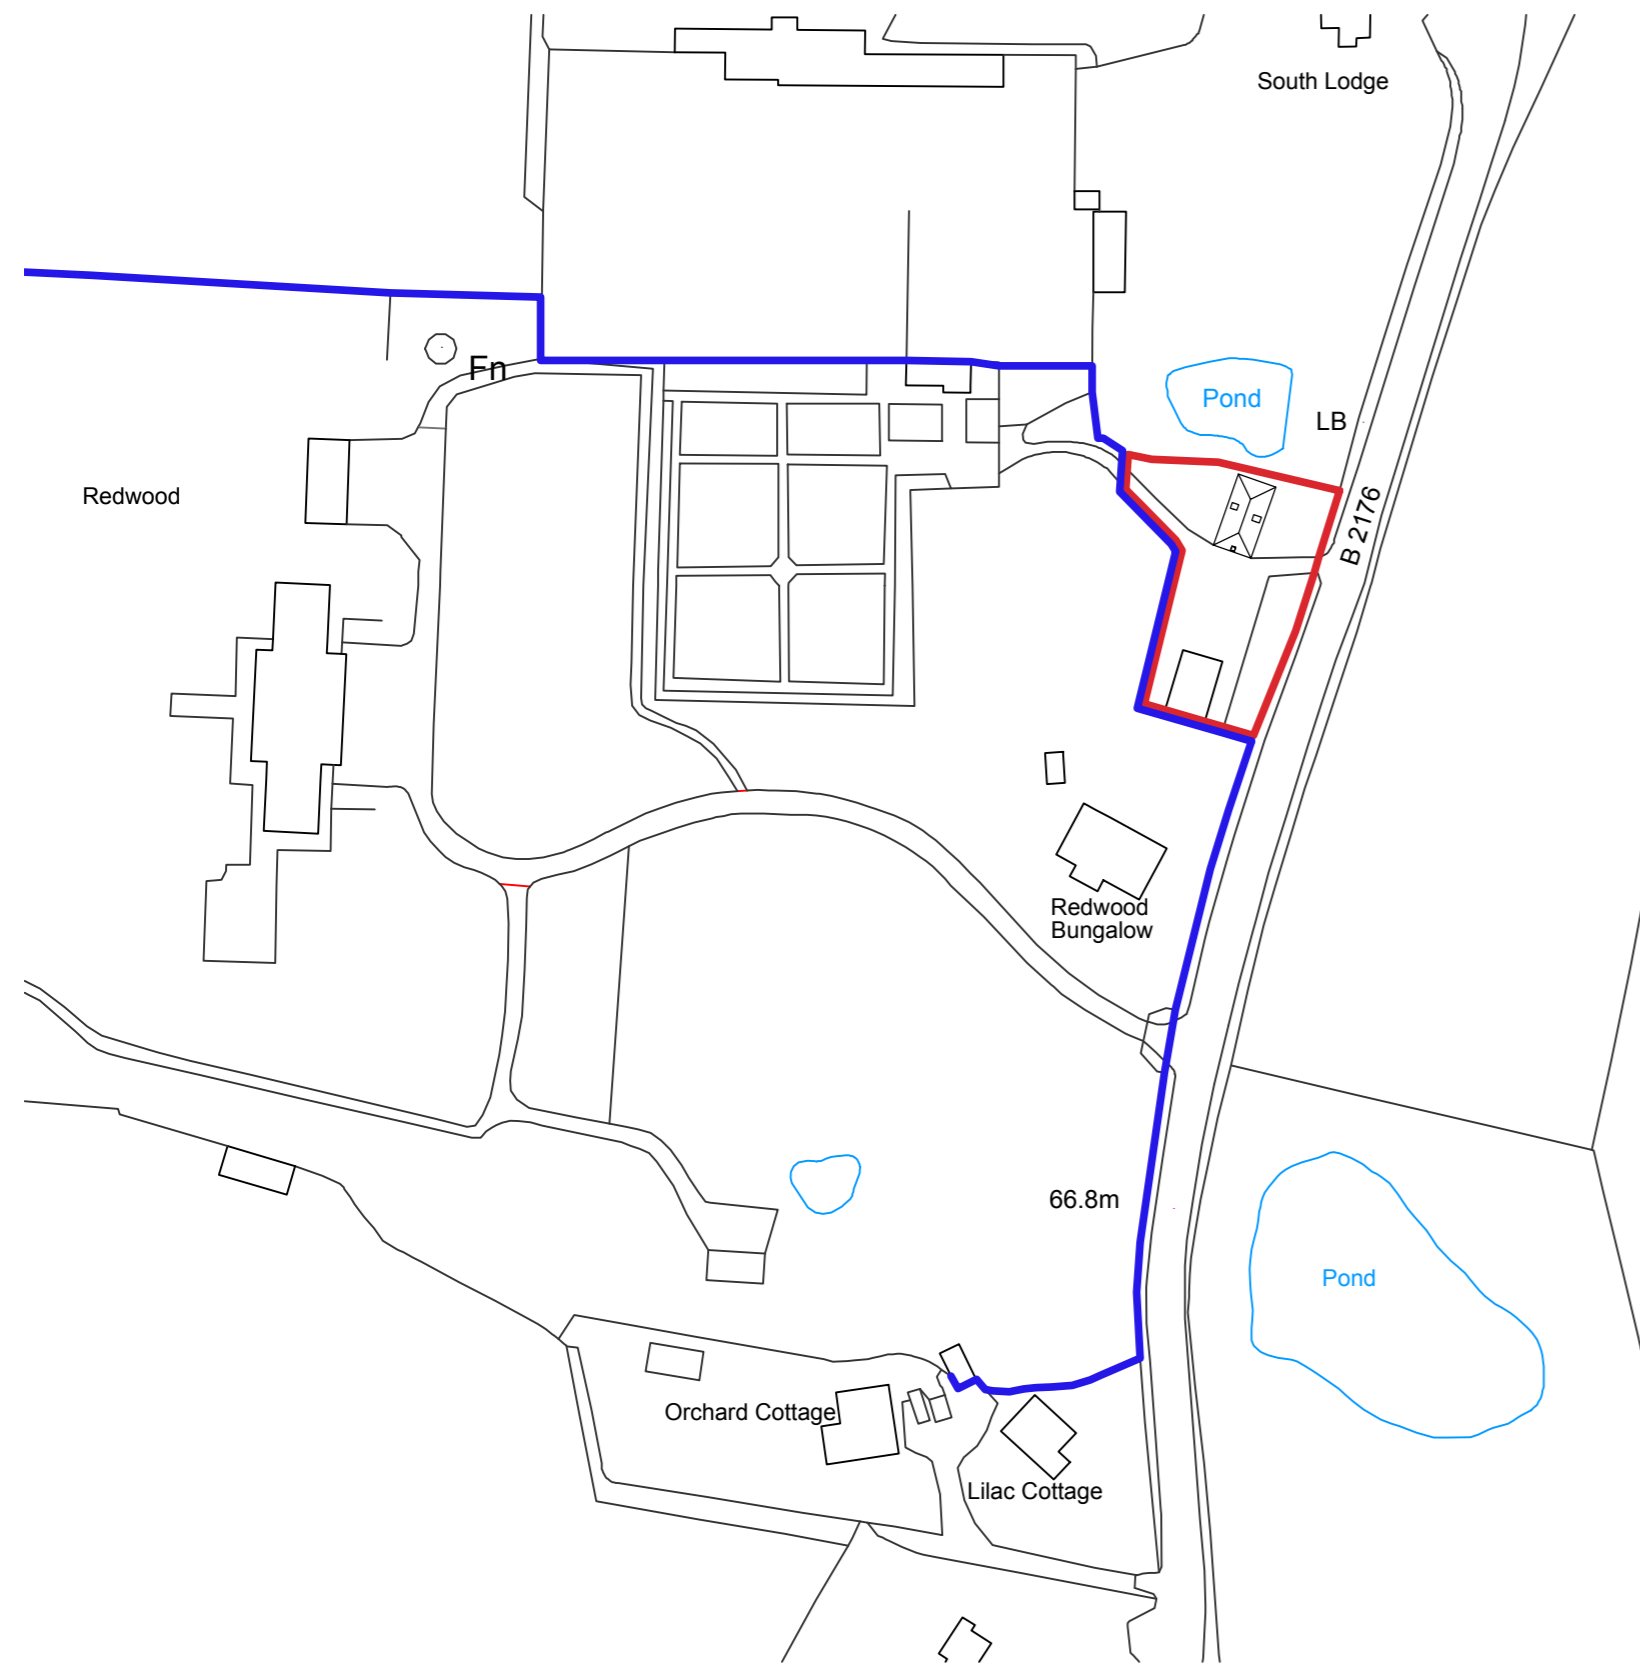 South Lodge
Fn
Pond
LB
Redwood
B 2176
Redwood
Bungalow
66.8m
Pond
Orchard Cottage
Lilac Cottage